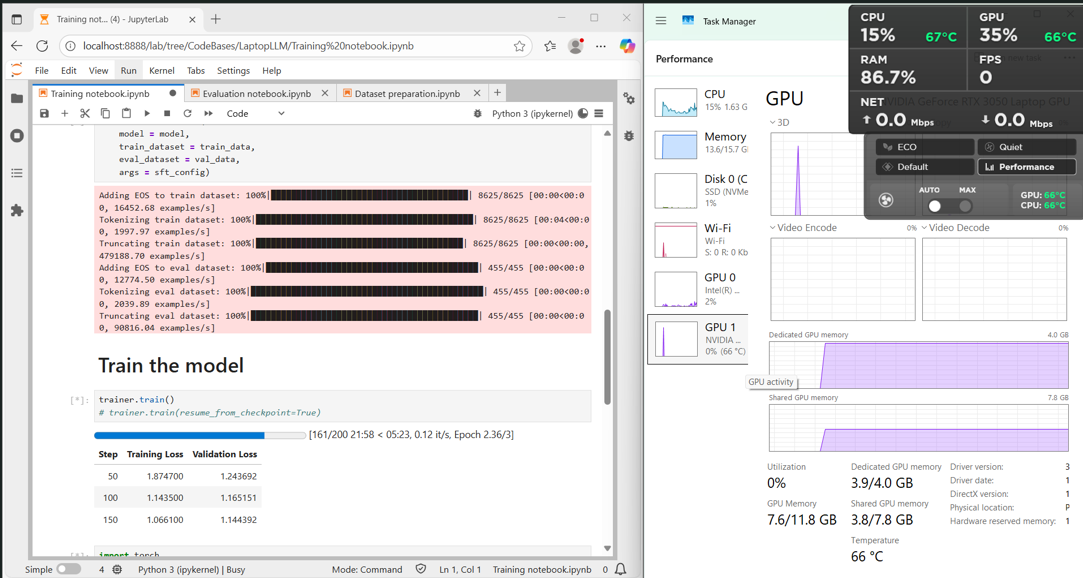 Training not... (4) - JupyterLab
localhost:8888/lab/tree/CodeBases/LaptopLLM/Training%20notebook.ipynb
File Edit View Run Kernel Tabs Settings Help
Training notebook.ipynb
Evaluation notebook.ipynb
Dataset preparation.ipynb
Code
Python 3 (ipykernel)
model = model,
train_dataset = train_data,
eval_dataset = val_data,
args = sft_config)
Adding EOS to train dataset: 100%| | 8625/8625 [00:00<00:0
0, 16452.68 examples/s]
Tokenizing train dataset: 100%| | 8625/8625 [00:04<00:0
0, 1997.97 examples/s]
Truncating train dataset: 100%| | 8625/8625 [00:00<00:00,
479188.70 examples/s]
Adding EOS to eval dataset: 100%| | 455/455 [00:00<00:0
0, 12774.50 examples/s]
Tokenizing eval dataset: 100%| | 455/455 [00:00<00:0
0, 2039.89 examples/s]
Truncating eval dataset: 100%| | 455/455 [00:00<00:0
0, 90816.04 examples/s]
Train the model
[*]: trainer.train()
# trainer.train(resume_from_checkpoint=True)
[161/200 21:58 < 05:23, 0.12 it/s, Epoch 2.36/3]
Step Training Loss Validation Loss
50 1.874700 1.243692
100 1.143500 1.165151
150 1.066100 1.144392
[*]: import torch
Simple 4 Python 3 (ipykernel) | Busy Mode: Command Ln 1, Col 1 Training notebook.ipynb 0
Task Manager
Performance
CPU
15% 1.63 G
Memory
13.6/15.7 G
Disk 0 (C
SSD (NVMe
1%
Wi-Fi
Wi-Fi
S: 0 R: 0 Kb
GPU 0
Intel(R) ...
2%
GPU 1
NVIDIA ...
0% (66 °C)
GPU
NVIDIA GeForce RTX 3050 Laptop GPU
3D
Video Encode 0%
Video Decode 0%
Dedicated GPU memory 4.0 GB
GPU activity
Shared GPU memory 7.8 GB
Utilization
0%
Dedicated GPU memory
3.9/4.0 GB
GPU Memory
7.6/11.8 GB
Shared GPU memory
3.8/7.8 GB
Temperature
66 °C
Driver version: 3
Driver date: 1
DirectX version: 1
Physical location: P
Hardware reserved memory: 1
CPU
15% 67°C
GPU
35% 66°C
RAM
86.7%
FPS
0
NET
0.0 Mbps
0.0 Mbps
ECO
Quiet
Default
Performance
AUTO MAX
GPU: 66°C
CPU: 66°C